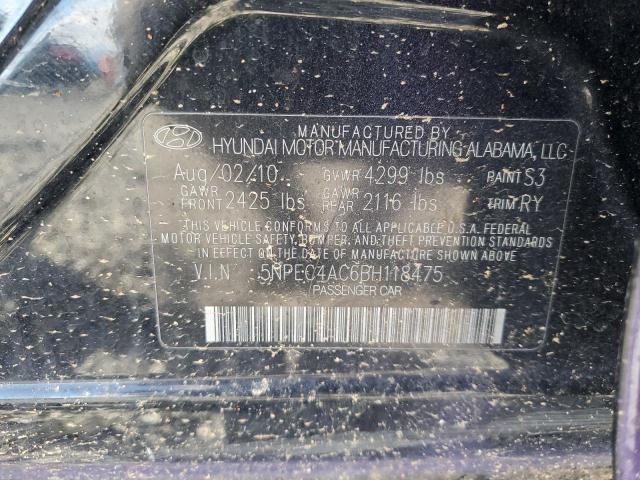 MANUFACTURED BY
HYUNDAI MOTOR MANUFACTURING ALABAMA, LLC
Aug/02/10 GVWR 4299 lbs PAINT S3
GAWR FRONT 2425 lbs GAWR REAR 2116 lbs TRIM RY
THIS VEHICLE CONFORMS TO ALL APPLICABLE U.S.A. FEDERAL
MOTOR VEHICLE SAFETY, BUMPER, AND THEFT PREVENTION
STANDARDS IN EFFECT ON THE DATE OF MANUFACTURE SHOWN ABOVE.
V.I.N 5NPEC4AC6BH118475
/PASSENGER CAR